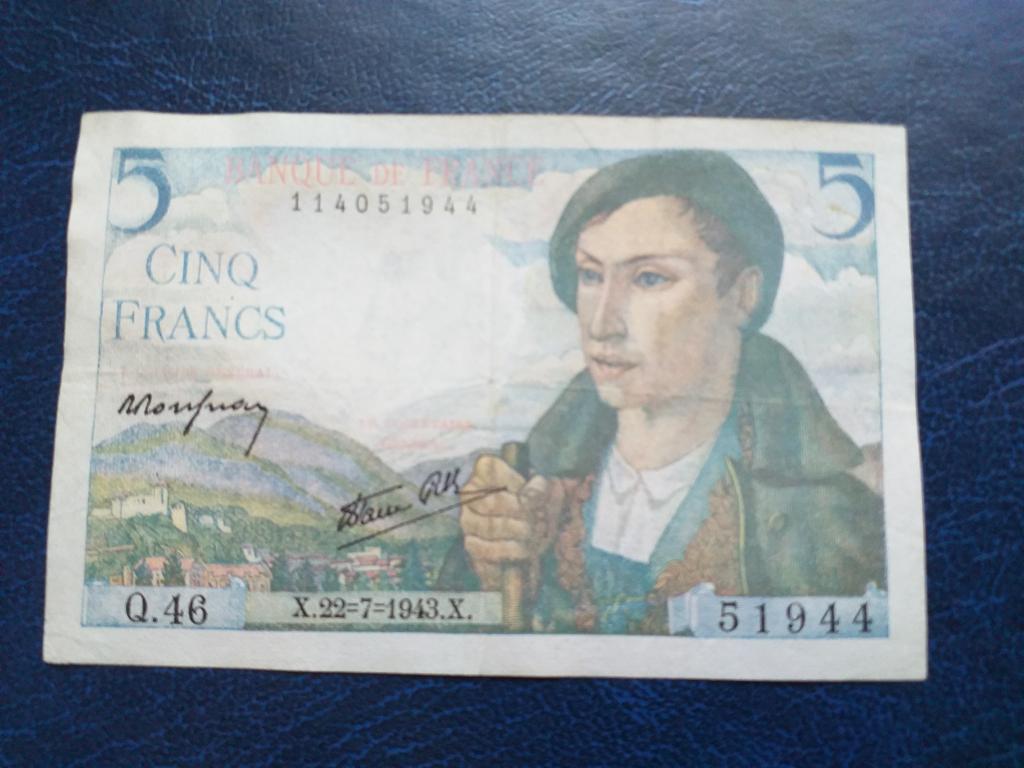 5
BANQUE DE FRANCE
5
114051944
CINQ
FRANCS
Q.46
X.22=7=1943.X.
51944